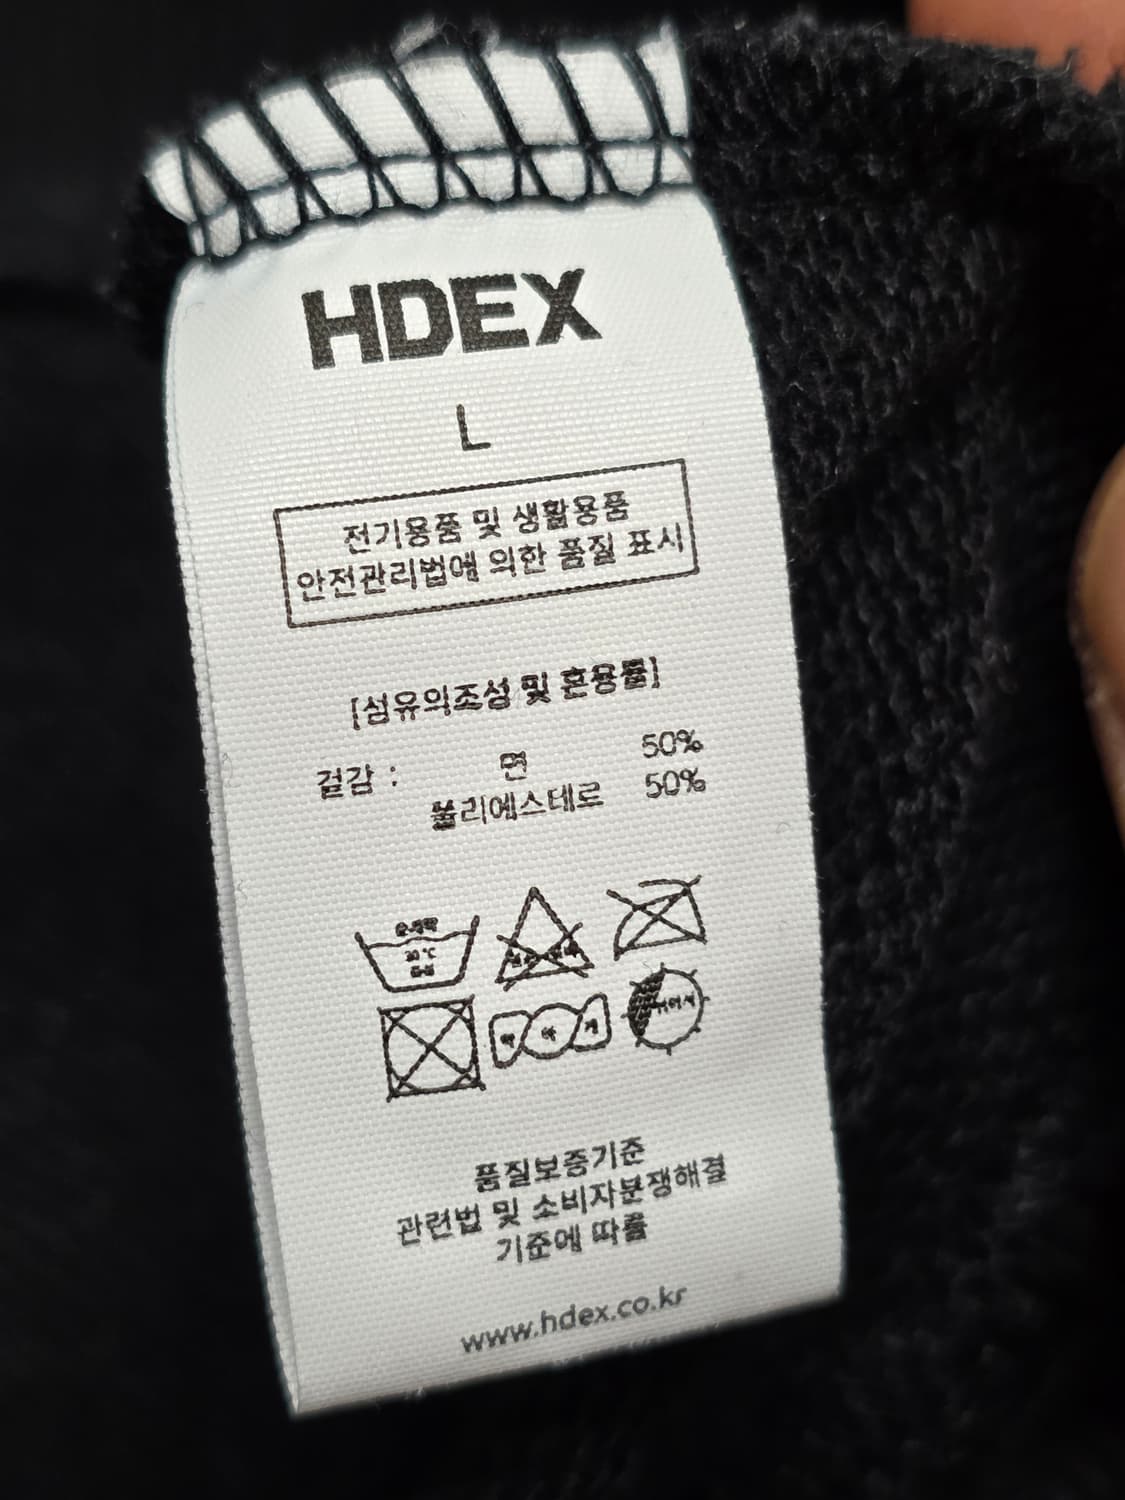 HDEX
L
전기용품 및 생활용품
안전관리법에 의한 품질 표시
[섬유의조성 및 혼용률]
겉감 : 면 50%
폴리에스테르 50%
약 약 개
품질보증기준
관련법 및 소비자분쟁해결
기준에 따름
www.hdex.co.kr